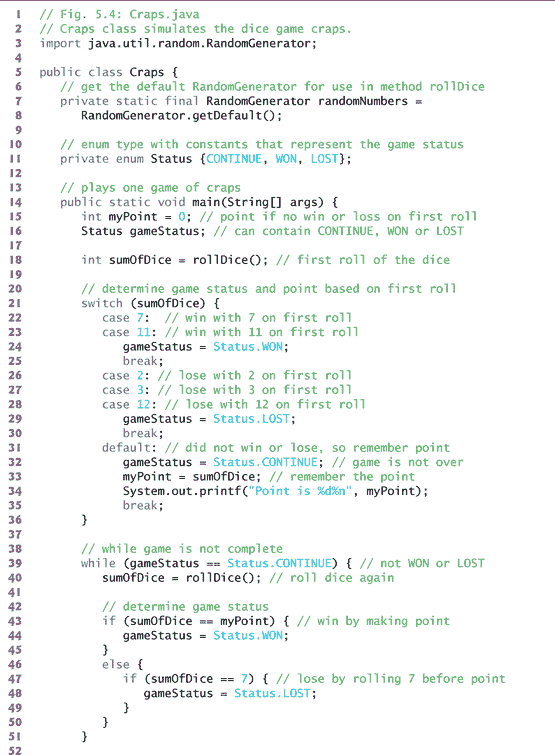 1 // Fig. 5.4: Craps.java
2 // Craps class simulates the dice game craps.
3 import java.util.random.RandomGenerator;
4
5 public class Craps {
6    // get the default RandomGenerator for use in method rollDice
7    private static final RandomGenerator randomNumbers =
8       RandomGenerator.getDefault();
9
10    // enum type with constants that represent the game status
11    private enum Status {CONTINUE, WON, LOST};
12
13    // plays one game of craps
14    public static void main(String[] args) {
15       int myPoint = 0; // point if no win or loss on first roll
16       Status gameStatus; // can contain CONTINUE, WON or LOST
17
18       int sumOfDice = rollDice(); // first roll of the dice
19
20       // determine game status and point based on first roll
21       switch (sumOfDice) {
22          case 7:  // win with 7 on first roll
23          case 11: // win with 11 on first roll
24             gameStatus = Status.WON;
25             break;
26          case 2: // lose with 2 on first roll
27          case 3: // lose with 3 on first roll
28          case 12: // lose with 12 on first roll
29             gameStatus = Status.LOST;
30             break;
31          default: // did not win or lose, so remember point
32             gameStatus = Status.CONTINUE; // game is not over
33             myPoint = sumOfDice; // remember the point
34             System.out.printf("Point is %d%n", myPoint);
35             break;
36       }
37
38       // while game is not complete
39       while (gameStatus == Status.CONTINUE) { // not WON or LOST
40          sumOfDice = rollDice(); // roll dice again
41
42          // determine game status
43          if (sumOfDice == myPoint) { // win by making point
44             gameStatus = Status.WON;
45          }
46          else {
47             if (sumOfDice == 7) { // lose by rolling 7 before point
48                gameStatus = Status.LOST;
49             }
50          }
51       }
52